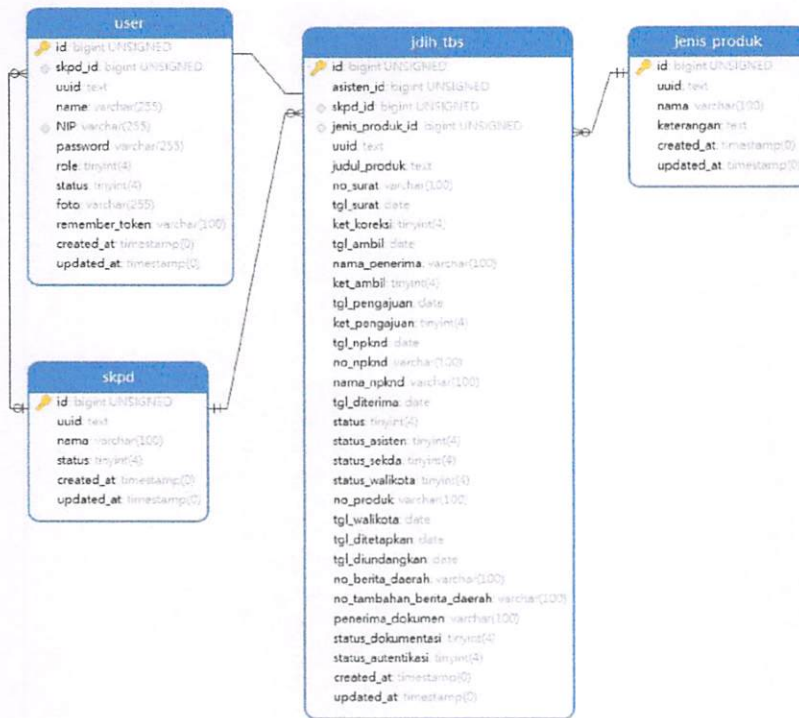 user
id: bigint UNSIGNED
skpd_id: bigint UNSIGNED
uuid: text
name: varchar(255)
NIP: varchar(255)
password: varchar(255)
role: tinyint(4)
status: tinyint(4)
foto: varchar(255)
remember_token: varchar(100)
created_at: timestamp(0)
updated_at: timestamp(0)
skpd
id: bigint UNSIGNED
uuid: text
nama: varchar(100)
status: tinyint(4)
created_at: timestamp(0)
updated_at: timestamp(0)
jdih_tbs
id: bigint UNSIGNED
asisten_id: bigint UNSIGNED
skpd_id: bigint UNSIGNED
jenis_produk_id: bigint UNSIGNED
uuid: text
judul_produk: text
no_surat: varchar(100)
tgl_surat: date
ket_koreksi: tinyint(4)
tgl_ambil: date
nama_penerima: varchar(100)
ket_ambil: tinyint(4)
tgl_pengajuan: date
ket_pengajuan: tinyint(4)
tgl_npknd: date
no_npknd: varchar(100)
nama_npknd: varchar(100)
tgl_diterima: date
status: tinyint(4)
status_asisten: tinyint(4)
status_sekda: tinyint(4)
status_walikota: tinyint(4)
no_produk: varchar(100)
tgl_walikota: date
tgl_ditetapkan: date
tgl_diundangkan: date
no_berita_daerah: varchar(100)
no_tambahan_berita_daerah: varchar(100)
penerima_dokumen: varchar(100)
status_dokumentasi: tinyint(4)
status_autentikasi: tinyint(4)
created_at: timestamp(0)
updated_at: timestamp(0)
jenis_produk
id: bigint UNSIGNED
uuid: text
nama: varchar(100)
keterangan: text
created_at: timestamp(0)
updated_at: timestamp(0)